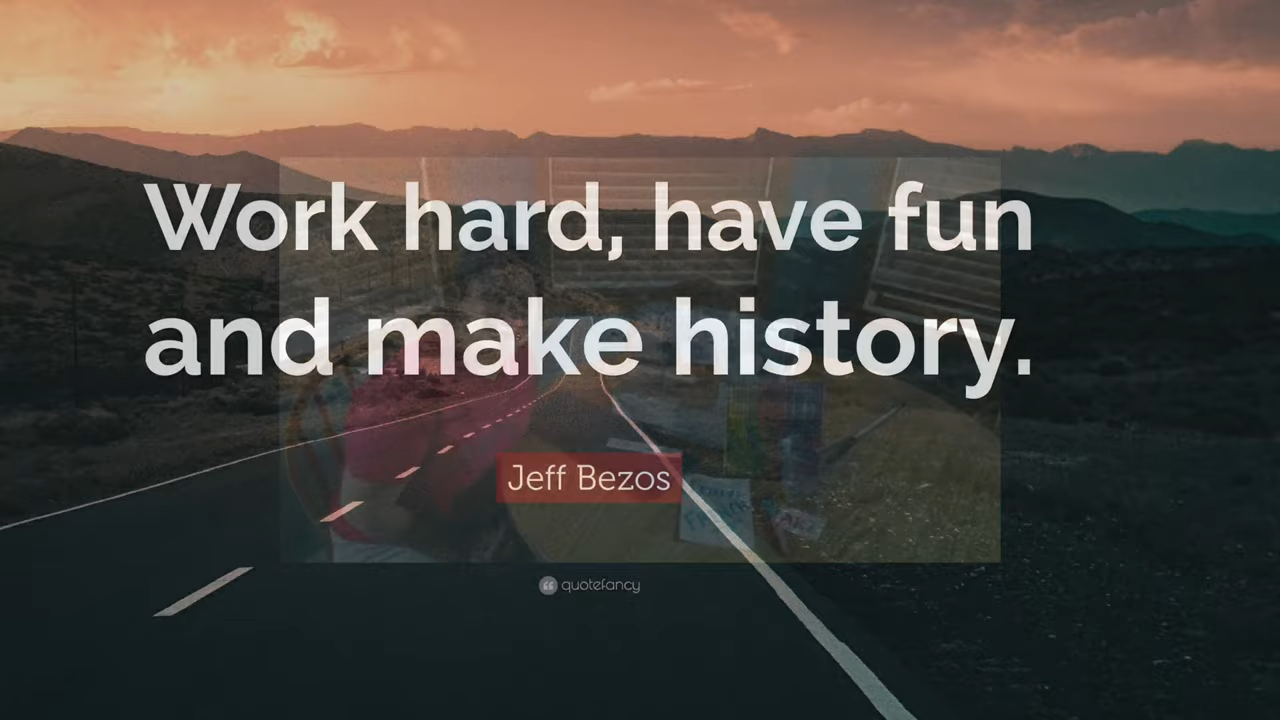 Work hard, have fun
and make history.
Jeff Bezos
quotefancy